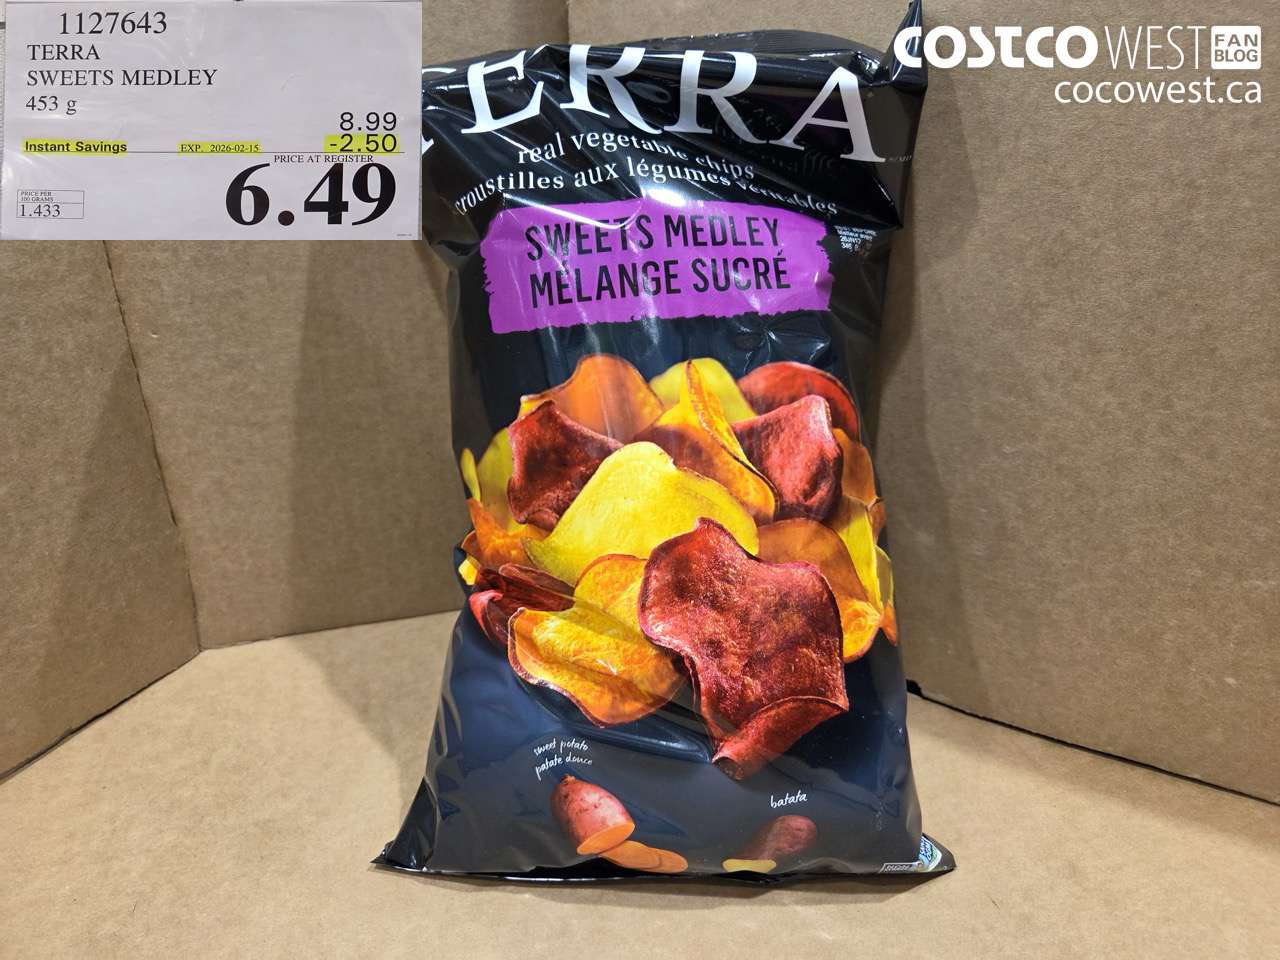 1127643
TERRA
SWEETS MEDLEY
453 g
8.99
Instant Savings EXP. 2026-02-15 -2.50
PRICE AT REGISTER
6.49
PRICE PER
100 GRAMS
1.433
COSTCO WEST FAN BLOG
cocowest.ca
TERRA
real vegetable chips
croustilles aux légumes véritables
SWEETS MEDLEY
MÉLANGE SUCRÉ
sweet potato
patate douce
batata